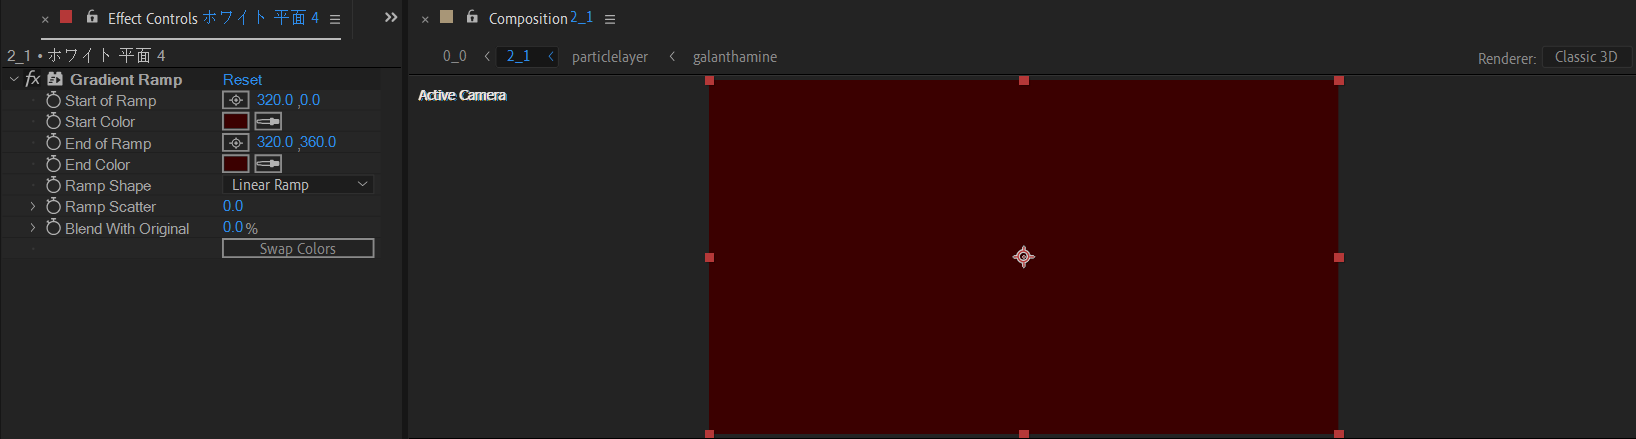 × Effect Controls ホワイト 平面 4 ≡ »
2_1 • ホワイト 平面 4
fx Gradient Ramp Reset
Start of Ramp 320.0 ,0.0
Start Color
End of Ramp 320.0 ,360.0
End Color
Ramp Shape Linear Ramp
Ramp Scatter 0.0
Blend With Original 0.0 %
Swap Colors
× Composition 2_1 ≡
0_0 < 2_1 < particlelayer < galanthamine
Renderer: Classic 3D
Active Camera